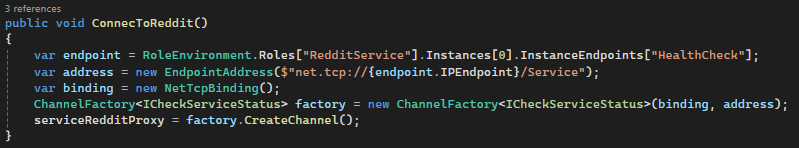 3 references
public void ConnecToReddit()
{
    var endpoint = RoleEnvironment.Roles["RedditService"].Instances[0].InstanceEndpoints["HealthCheck"];
    var address = new EndpointAddress($"net.tcp://{endpoint.IPEndpoint}/Service");
    var binding = new NetTcpBinding();
    ChannelFactory<ICheckServiceStatus> factory = new ChannelFactory<ICheckServiceStatus>(binding, address);
    serviceRedditProxy = factory.CreateChannel();
}